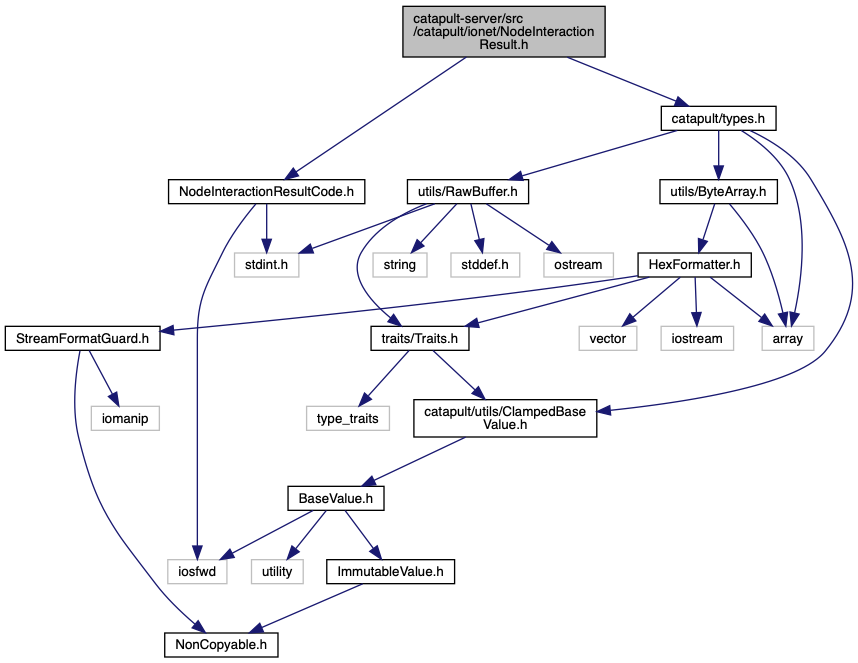 catapult-server/src
/catapult/ionet/NodeInteraction
Result.h
catapult/types.h
NodeInteractionResultCode.h
utils/RawBuffer.h
utils/ByteArray.h
stdint.h
string
stddef.h
ostream
HexFormatter.h
StreamFormatGuard.h
traits/Traits.h
vector
iostream
array
iomanip
type_traits
catapult/utils/ClampedBase
Value.h
BaseValue.h
iosfwd
utility
ImmutableValue.h
NonCopyable.h